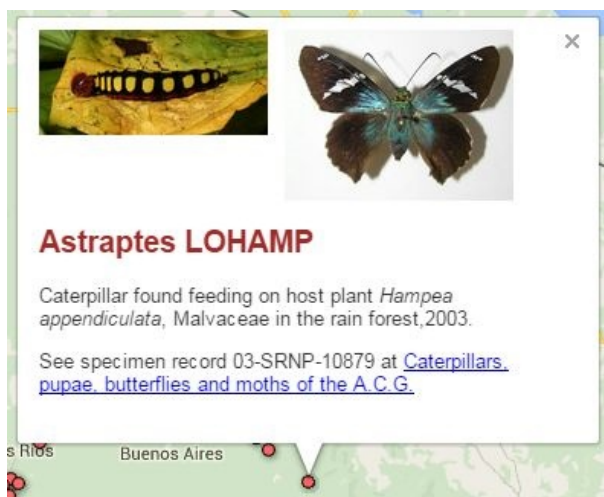 Astraptes LOHAMP
Caterpillar found feeding on host plant Hampea
appendiculata, Malvaceae in the rain forest,2003.
See specimen record 03-SRNP-10879 at Caterpillars,
pupae, butterflies and moths of the A.C.G.
s Ríos
Buenos Aires